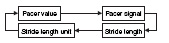 Pacer value
Pacer signal
Stride length unit
Stride length